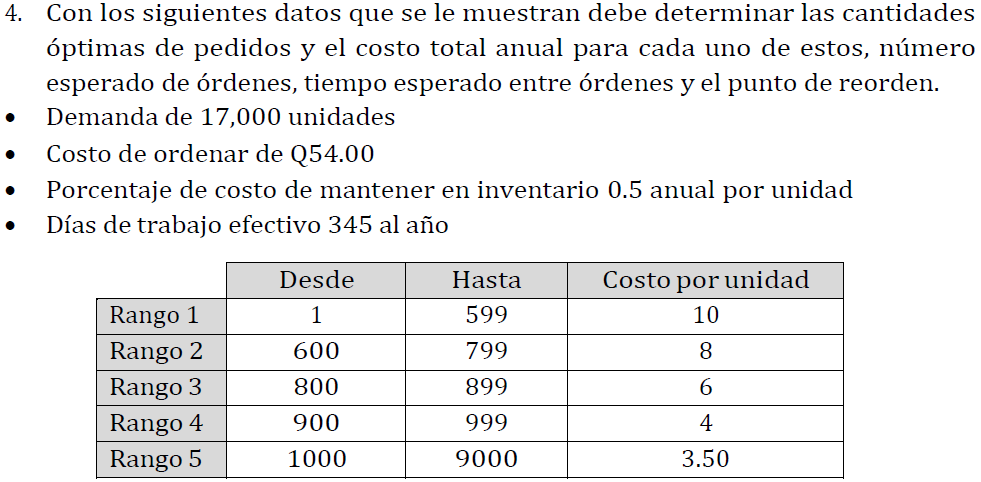 4. Con los siguientes datos que se le muestran debe determinar las cantidades
óptimas de pedidos y el costo total anual para cada uno de estos, número
esperado de órdenes, tiempo esperado entre órdenes y el punto de reorden.
• Demanda de 17,000 unidades
• Costo de ordenar de Q54.00
• Porcentaje de costo de mantener en inventario 0.5 anual por unidad
• Días de trabajo efectivo 345 al año
Desde Hasta Costo por unidad
Rango 1 1 599 10
Rango 2 600 799 8
Rango 3 800 899 6
Rango 4 900 999 4
Rango 5 1000 9000 3.50